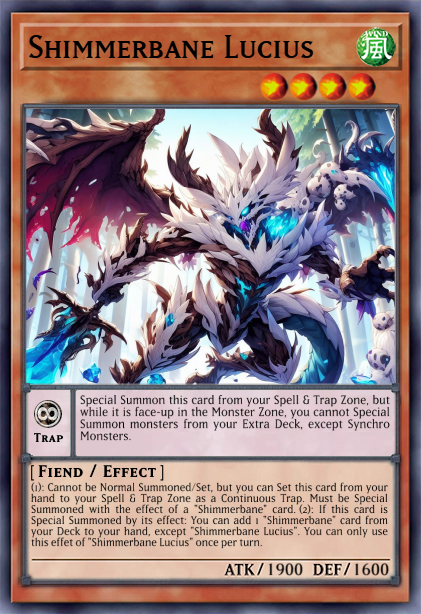 Shimmerbane Lucius
WIND
風
Special Summon this card from your Spell & Trap Zone, but
while it is face-up in the Monster Zone, you cannot Special
Summon monsters from your Extra Deck, except Synchro
Monsters.
Trap
[ Fiend / Effect ]
(1): Cannot be Normal Summoned/Set, but you can Set this card from your
hand to your Spell & Trap Zone as a Continuous Trap. Must be Special
Summoned with the effect of a "Shimmerbane" card. (2): If this card is
Special Summoned by its effect: You can add 1 "Shimmerbane" card from
your Deck to your hand, except "Shimmerbane Lucius". You can only use
this effet of "Shimmerbane Lucius" once per turn.
ATK/1900 DEF/1600